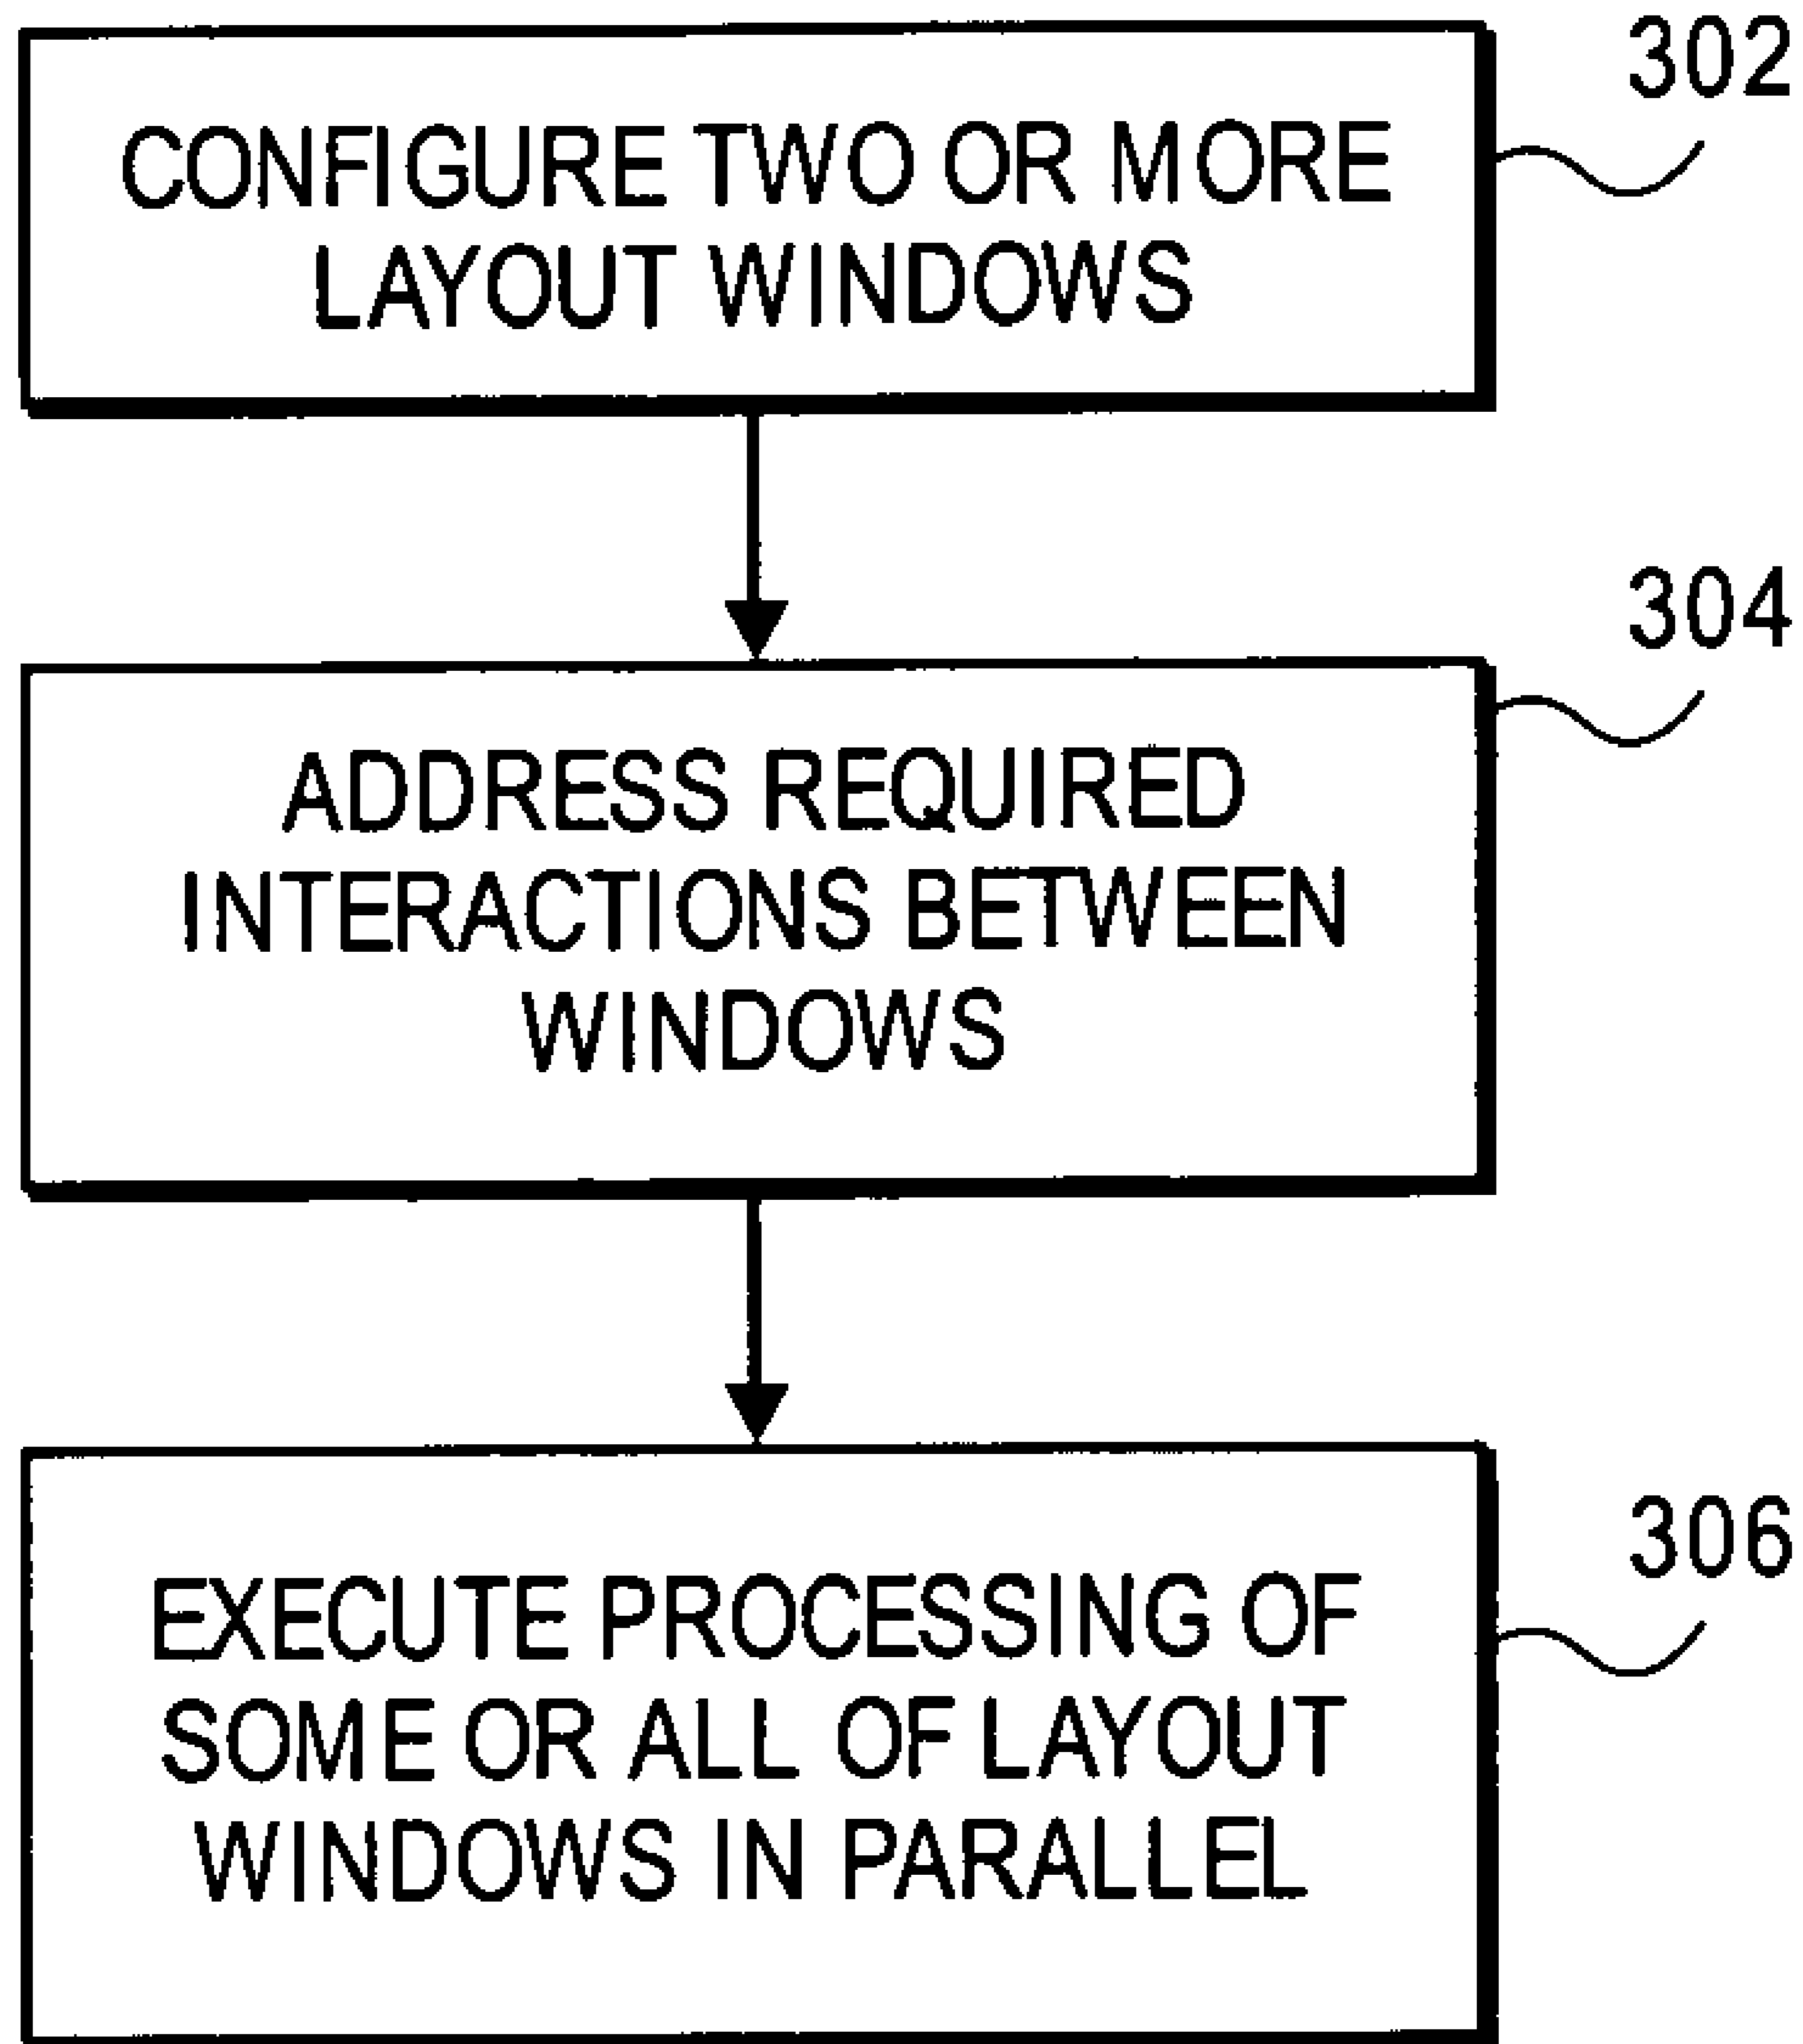 302
CONFIGURE TWO OR MORE
LAYOUT WINDOWS
304
ADDRESS REQUIRED
INTERACTIONS BETWEEN
WINDOWS
306
EXECUTE PROCESSING OF
SOME OR ALL OF LAYOUT
WINDOWS IN PARALLEL